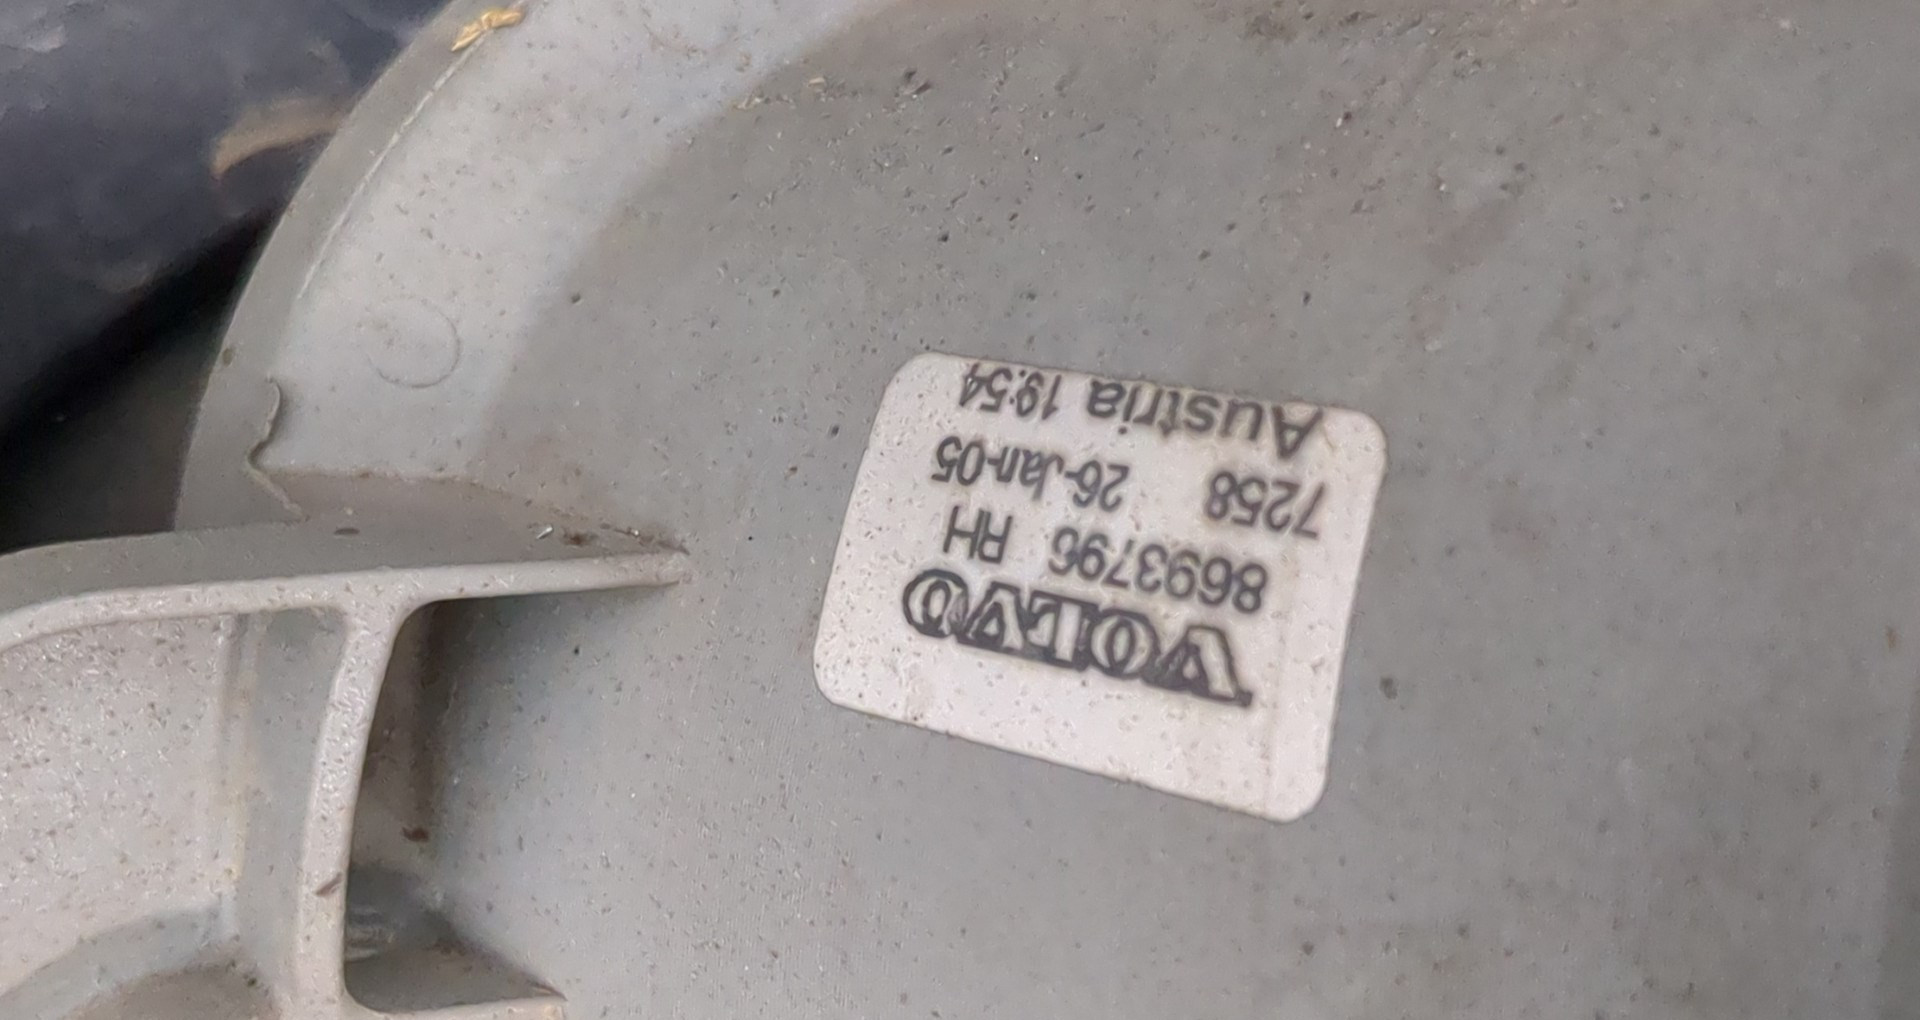 VOLVO
8693796 RH
7258 26-Jan-05
Austria 19:54